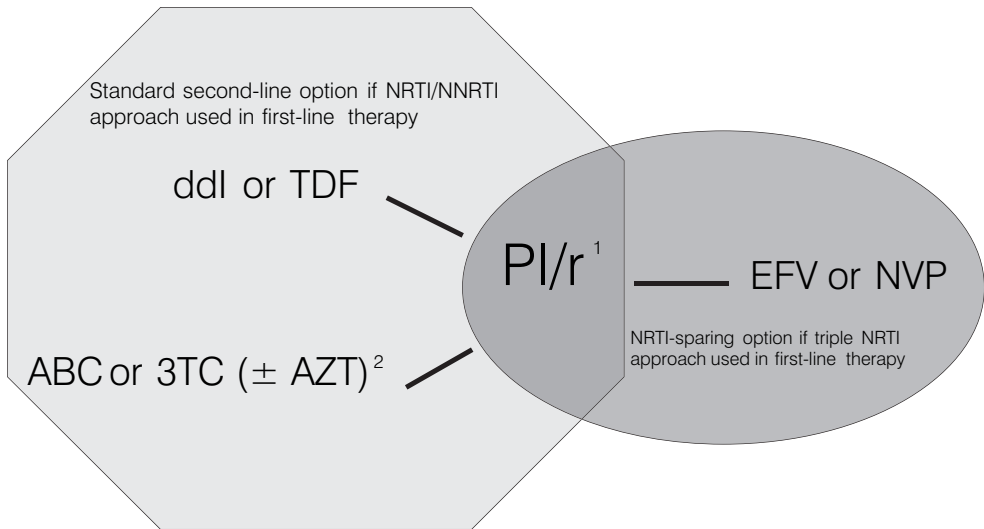 Standard second-line option if NRTI/NNRTI
approach used in first-line therapy
ddI or TDF
PI/r 1
EFV or NVP
NRTI-sparing option if triple NRTI
approach used in first-line therapy
ABC or 3TC (± AZT) 2